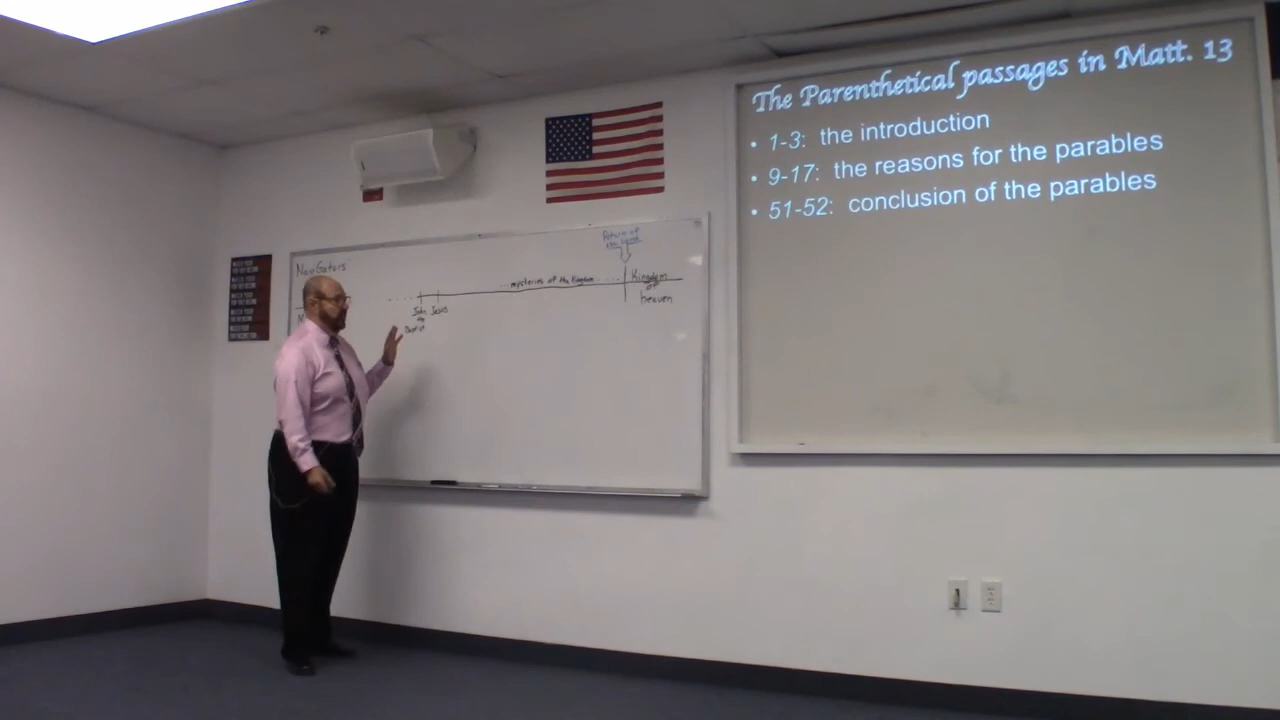 The Parenthetical passages in Matt. 13
• 1-3: the introduction
• 9-17: the reasons for the parables
• 51-52: conclusion of the parables
NavGators
Return of
the Lord
...mysteries of the Kingdom.....
Kingdom
of
heaven
John Jesus
the
Baptist
M